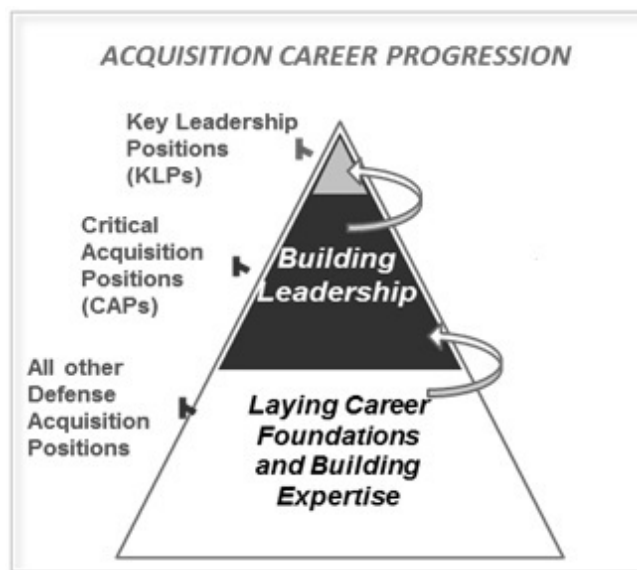 ACQUISITION CAREER PROGRESSION
Key Leadership
Positions
(KLPs)
Critical
Acquisition
Positions
(CAPs)
Building
Leadership
All other
Defense
Acquisition
Positions
Laying Career
Foundations
and Building
Expertise